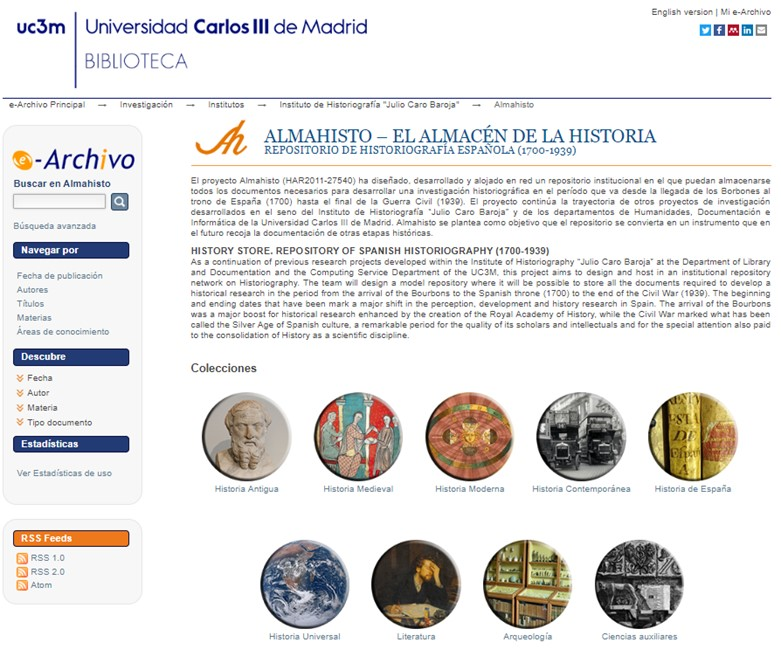 English version | Mi e-Archivo
uc3m Universidad Carlos III de Madrid
BIBLIOTECA
e-Archivo Principal → Investigación → Institutos → Instituto de Historiografía "Julio Caro Baroja" → Almahisto
e-Archivo
Buscar en Almahisto
Búsqueda avanzada
Navegar por
Fecha de publicación
Autores
Títulos
Materias
Áreas de conocimiento
Descubre
Fecha
Autor
Materia
Tipo documento
Estadísticas
Ver Estadísticas de uso
RSS Feeds
RSS 1.0
RSS 2.0
Atom
Ah ALMAHISTO – EL ALMACÉN DE LA HISTORIA
REPOSITORIO DE HISTORIOGRAFÍA ESPAÑOLA (1700-1939)
El proyecto Almahisto (HAR2011-27540) ha diseñado, desarrollado y alojado en red un repositorio institucional en el que puedan almacenarse
todos los documentos necesarios para desarrollar una investigación historiográfica en el período que va desde la llegada de los Borbones al
trono de España (1700) hasta el final de la Guerra Civil (1939). El proyecto continúa la trayectoria de otros proyectos de investigación
desarrollados en el seno del Instituto de Historiografía "Julio Caro Baroja" y de los departamentos de Humanidades, Documentación e
Informática de la Universidad Carlos III de Madrid. Almahisto se plantea como objetivo que el repositorio se convierta en un instrumento que en
el futuro recoja la documentación de otras etapas históricas.
HISTORY STORE. REPOSITORY OF SPANISH HISTORIOGRAPHY (1700-1939)
As a continuation of previous research projects developed within the Institute of Historiography "Julio Caro Baroja" at the Department of Library
and Documentation and the Computing Service Department of the UC3M, this project aims to design and host in an institutional repository
network on Historiography. The team will design a model repository where it will be possible to store all the documents required to develop a
historical research in the period from the arrival of the Bourbons to the Spanish throne (1700) to the end of the Civil War (1939). The beginning
and ending dates that have been mark a major shift in the perception, development and history research in Spain. The arrival of the Bourbons
was a major boost for historical research enhanced by the creation of the Royal Academy of History, while the Civil War marked what has been
called the Silver Age of Spanish culture, a remarkable period for the quality of its scholars and intellectuals and for the special attention also paid
to the consolidation of History as a scientific discipline.
Colecciones
Historia Antigua
Historia Medieval
Historia Moderna
Historia Contemporánea
Historia de España
Historia Universal
Literatura
Arqueología
Ciencias auxiliares